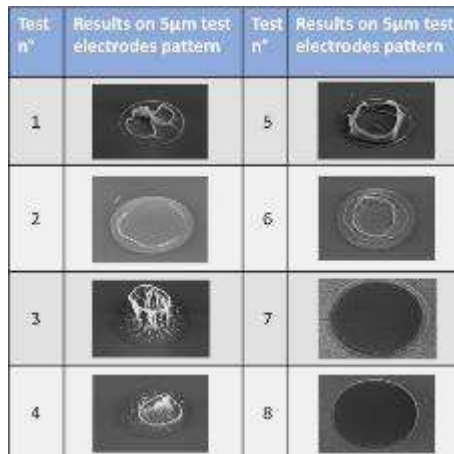 Test Results on 5µm test Test Results on 5µm test
n° electrodes pattern n° electrodes pattern
1 5
2 6
3 7
4 8